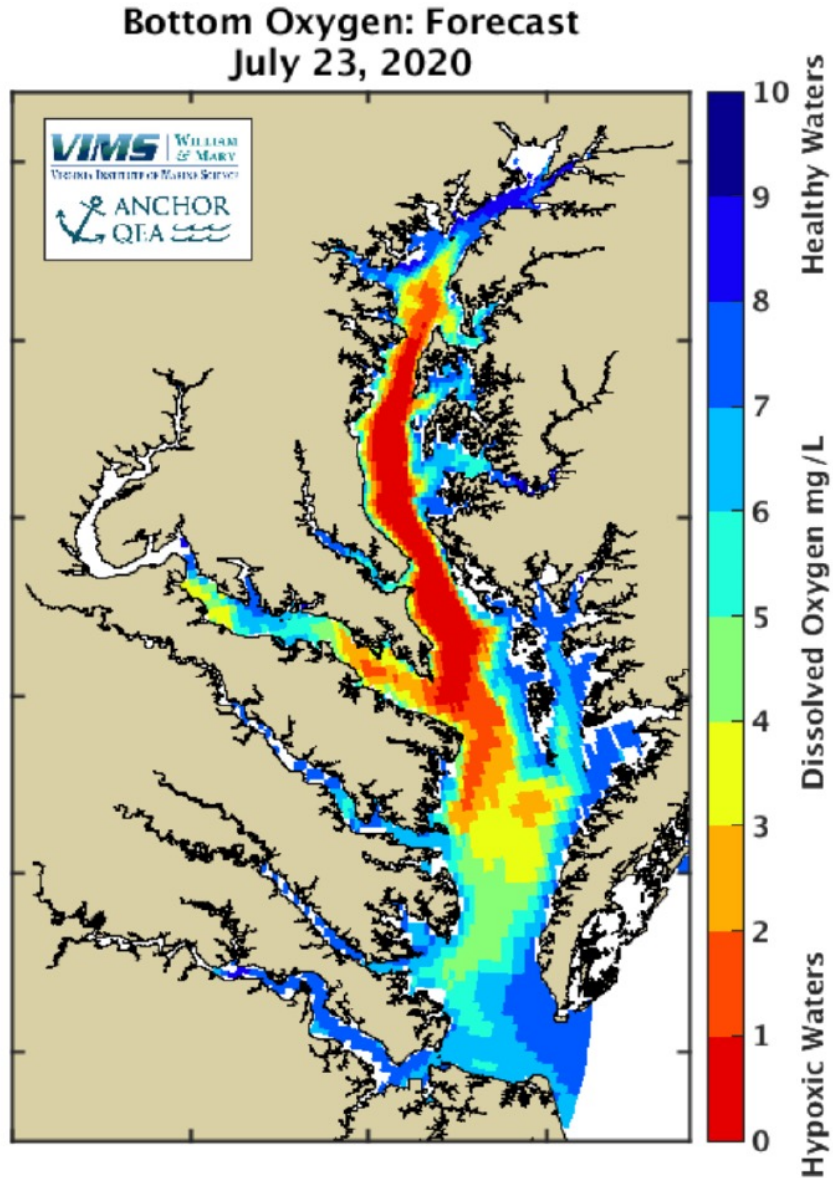 Bottom Oxygen: Forecast
July 23, 2020
VIMS
WILLIAM
& MARY
VIRGINIA INSTITUTE OF MARINE SCIENCE
ANCHOR
QEA
10
9
8
7
6
5
4
3
2
1
0
Healthy Waters
Dissolved Oxygen mg/L
Hypoxic Waters